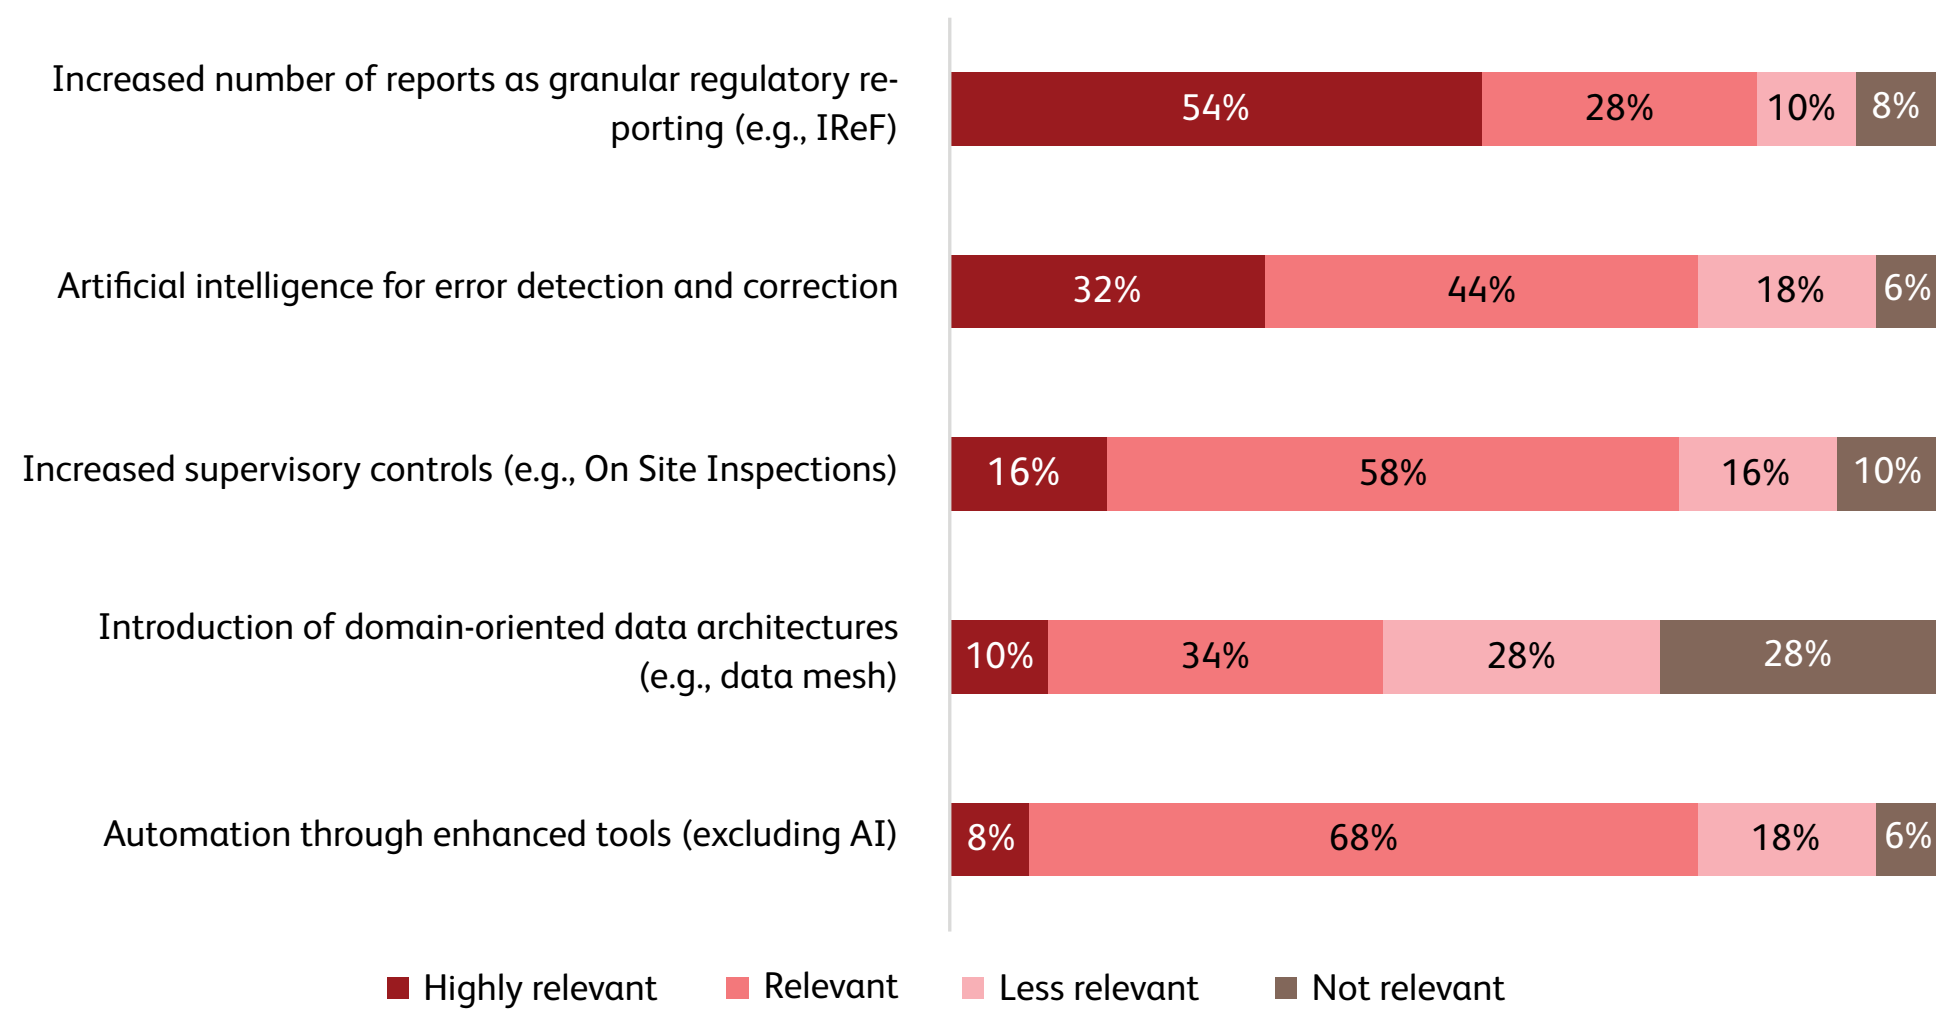 Increased number of reports as granular regulatory re-
porting (e.g., IReF)
54% 28% 10% 8%
Artificial intelligence for error detection and correction
32% 44% 18% 6%
Increased supervisory controls (e.g., On Site Inspections)
16% 58% 16% 10%
Introduction of domain-oriented data architectures
(e.g., data mesh)
10% 34% 28% 28%
Automation through enhanced tools (excluding AI)
8% 68% 18% 6%
Highly relevant Relevant Less relevant Not relevant